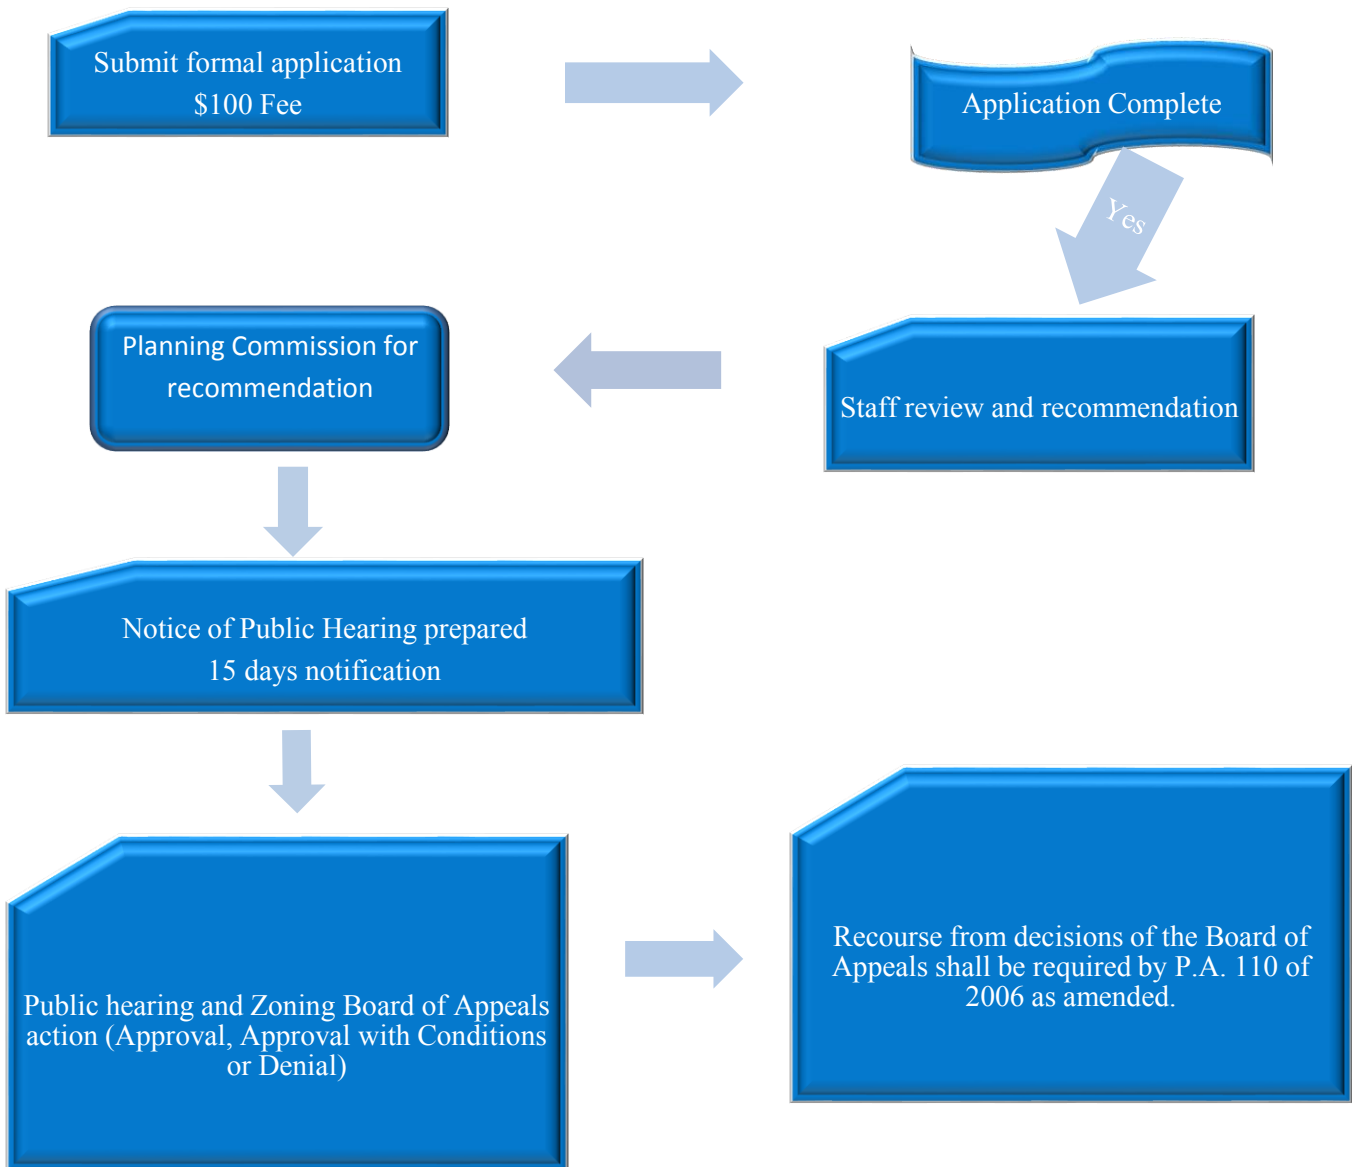 Submit formal application
$100 Fee
Application Complete
Yes
Planning Commission for
recommendation
Staff review and recommendation
Notice of Public Hearing prepared
15 days notification
Public hearing and Zoning Board of Appeals
action (Approval, Approval with Conditions
or Denial)
Recourse from decisions of the Board of
Appeals shall be required by P.A. 110 of
2006 as amended.